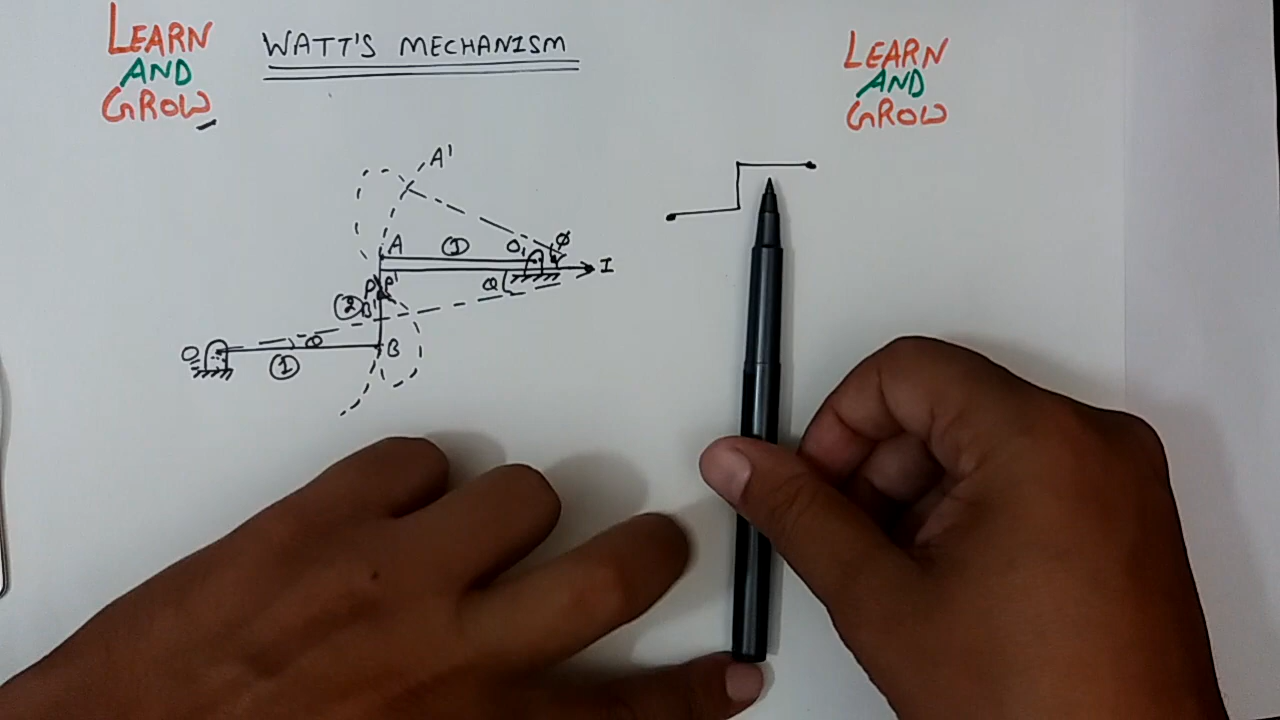 LEARN
AND
GROW
WATT'S MECHANISM
LEARN
AND
GROW
A'
A
1
O1
Ø
I
P
P'
Q
2
B'
O
B
1